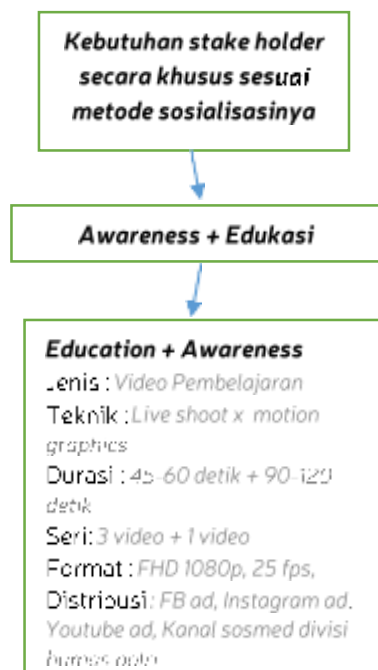 Kebutuhan stake holder
secara khusus sesuai
metode sosialisasinya
Awareness + Edukasi
Education + Awareness
Jenis : Video Pembelajaran
Teknik : Live shoot x motion
graphics
Durasi : 45-60 detik + 90-120
detik
Seri: 3 video + 1 video
Format : FHD 1080p, 25 fps,
Distribusi: FB ad, Instagram ad,
Youtube ad, Kanal sosmed divisi
humas